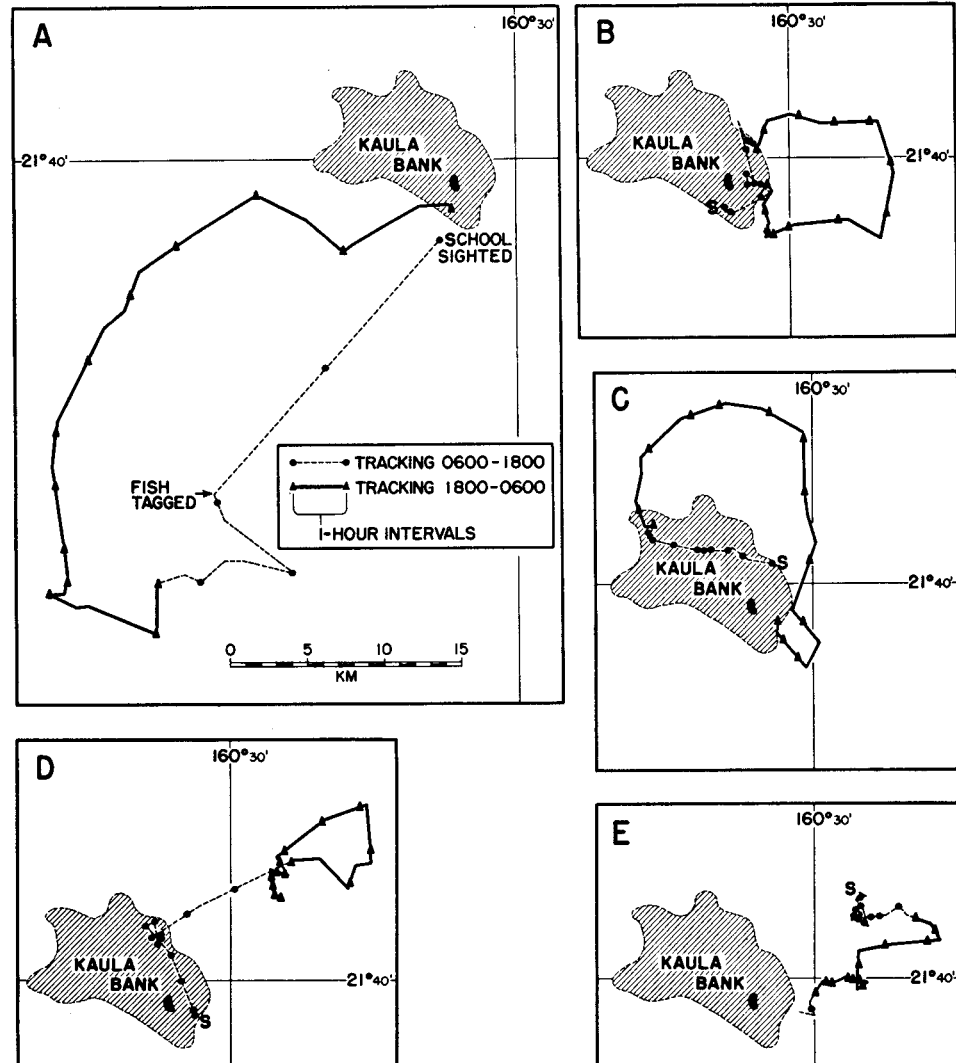 A
160°30'
21°40'
KAULA
BANK
SCHOOL
SIGHTED
FISH
TAGGED
TRACKING 0600-1800
TRACKING 1800-0600
1-HOUR INTERVALS
0 5 10 15
KM
B
160°30'
KAULA
BANK
21°40'
S
C
160°30'
S
KAULA
BANK
21°40'
D
160°30'
KAULA
BANK
21°40'
S
E
160°30'
S
KAULA
BANK
21°40'